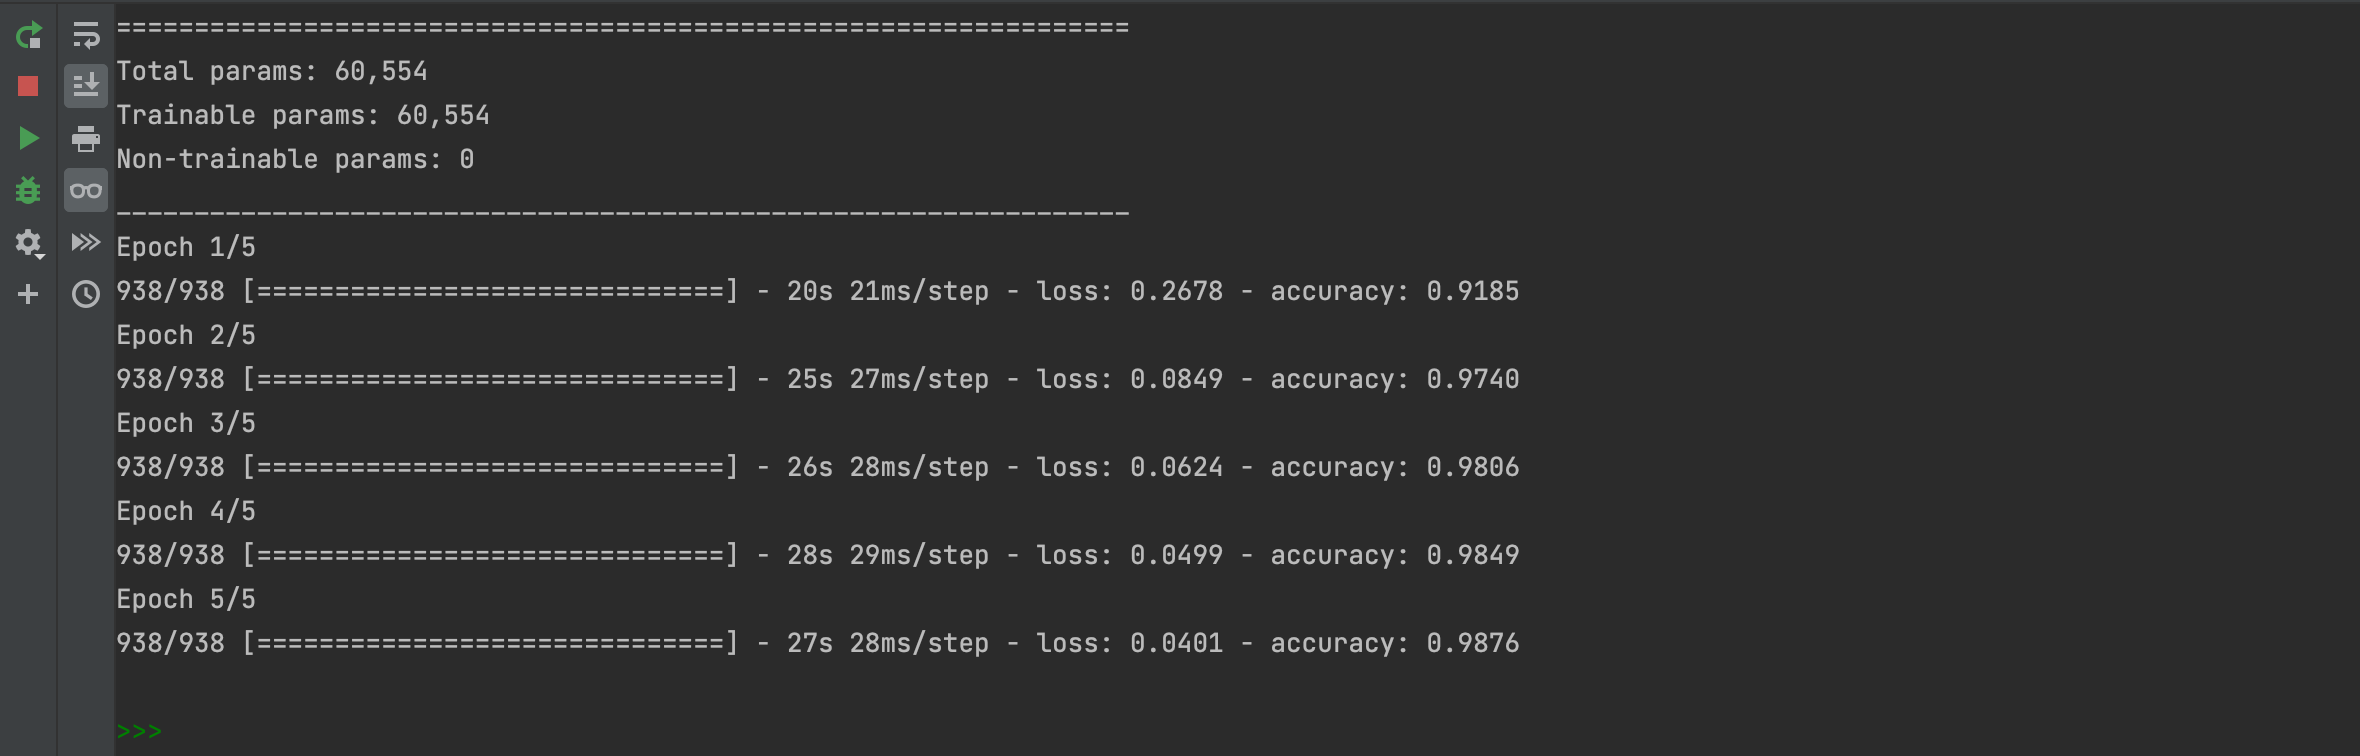 =================================================================
Total params: 60,554
Trainable params: 60,554
Non-trainable params: 0
_________________________________________________________________
Epoch 1/5
938/938 [==============================] - 20s 21ms/step - loss: 0.2678 - accuracy: 0.9185
Epoch 2/5
938/938 [==============================] - 25s 27ms/step - loss: 0.0849 - accuracy: 0.9740
Epoch 3/5
938/938 [==============================] - 26s 28ms/step - loss: 0.0624 - accuracy: 0.9806
Epoch 4/5
938/938 [==============================] - 28s 29ms/step - loss: 0.0499 - accuracy: 0.9849
Epoch 5/5
938/938 [==============================] - 27s 28ms/step - loss: 0.0401 - accuracy: 0.9876
>>>